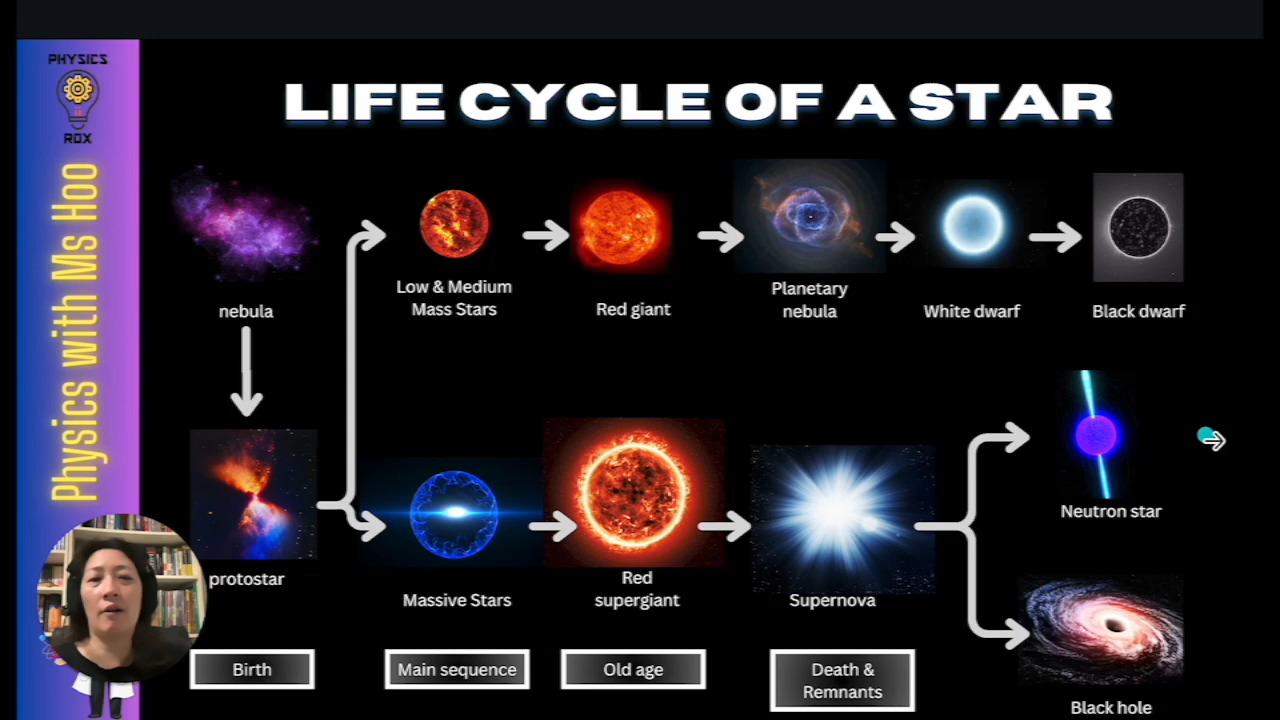 PHYSICS
ROX
Physics with Ms Hoo
LIFE CYCLE OF A STAR
nebula
Low & Medium
Mass Stars
Red giant
Planetary
nebula
White dwarf
Black dwarf
protostar
Massive Stars
Red
supergiant
Supernova
Neutron star
Black hole
Birth
Main sequence
Old age
Death &
Remnants